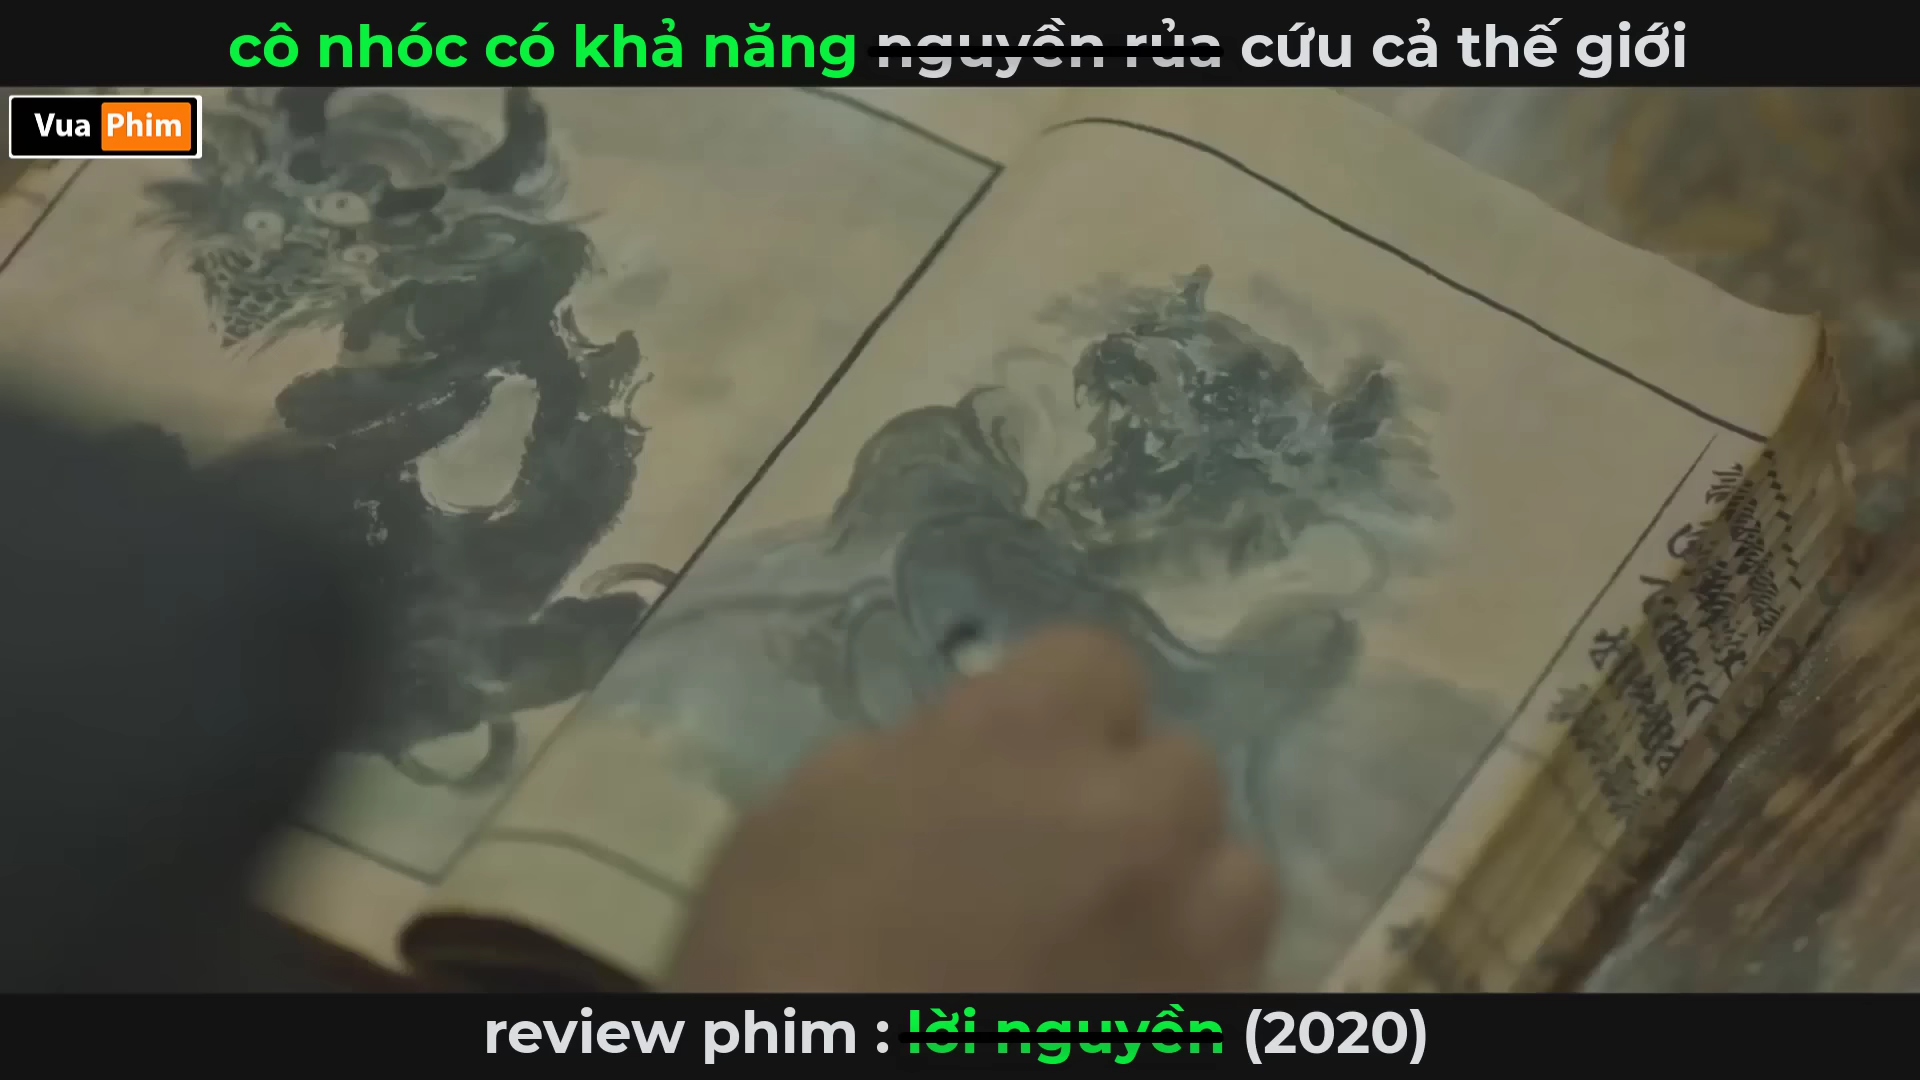 cô nhóc có khả năng nguyền rủa cứu cả thế giới
Vua Phim
review phim : lời nguyền (2020)